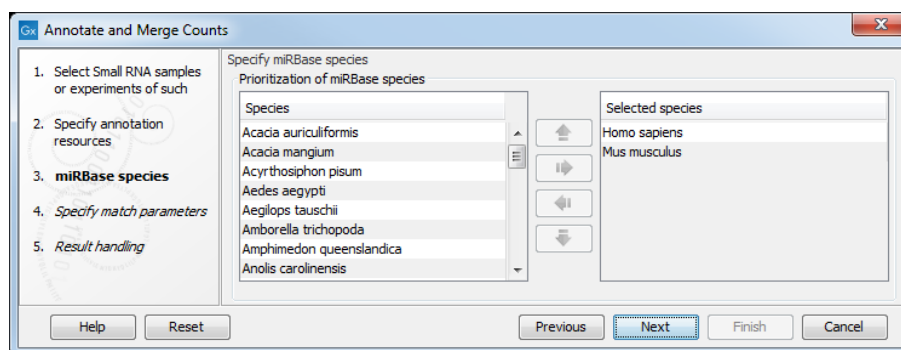 Gx Annotate and Merge Counts
1. Select Small RNA samples
or experiments of such
2. Specify annotation
resources
3. miRBase species
4. Specify match parameters
5. Result handling
Specify miRBase species
Prioritization of miRBase species
Species
Acacia auriculiformis
Acacia mangium
Acyrthosiphon pisum
Aedes aegypti
Aegilops tauschii
Amborella trichopoda
Amphimedon queenslandica
Anolis carolinensis
Selected species
Homo sapiens
Mus musculus
Help
Reset
Previous
Next
Finish
Cancel